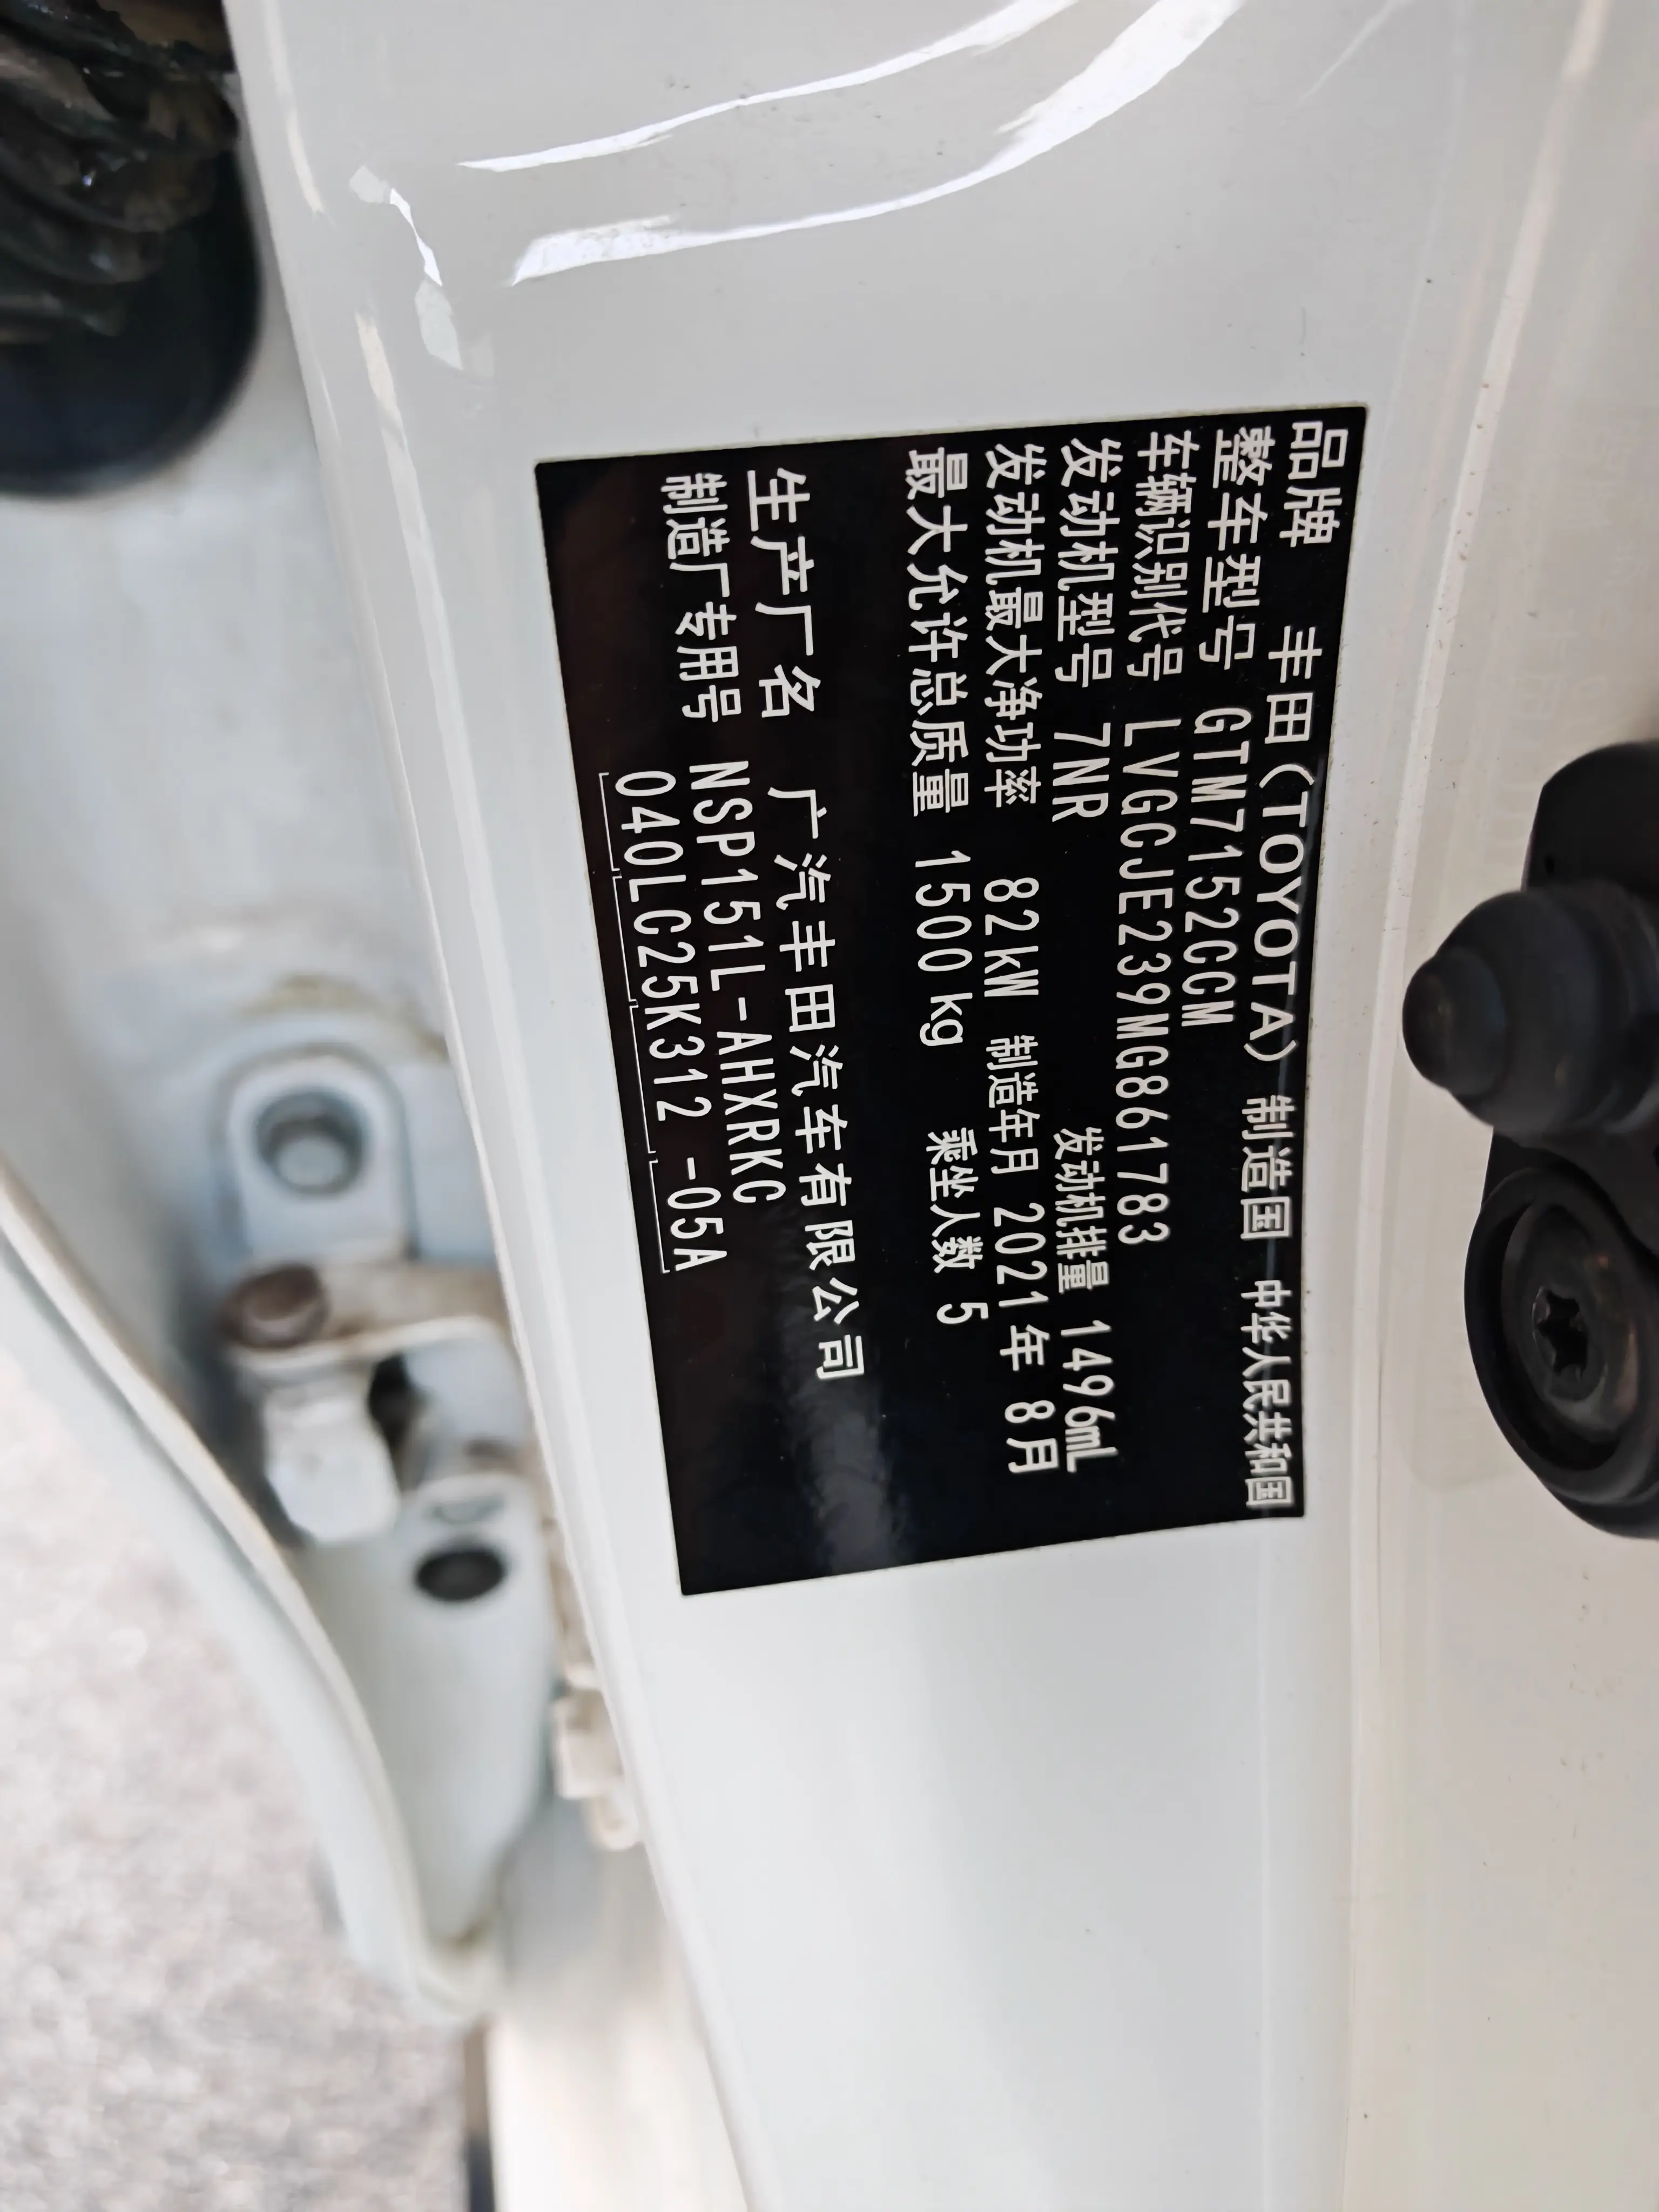 品牌 丰田(TOYOTA) 制造国 中华人民共和国
整车型号 GTM7152CCM
车辆识别代号 LVGCJE239MG861783
发动机型号 7NR 发动机排量 1496mL
发动机最大净功率 82kW 制造年月 2021年 8月
最大允许总质量 1500kg 乘坐人数 5
生产厂名 广汽丰田汽车有限公司
制造厂专用号 NSP151L-AHXRKC
040LC25K312 -05A